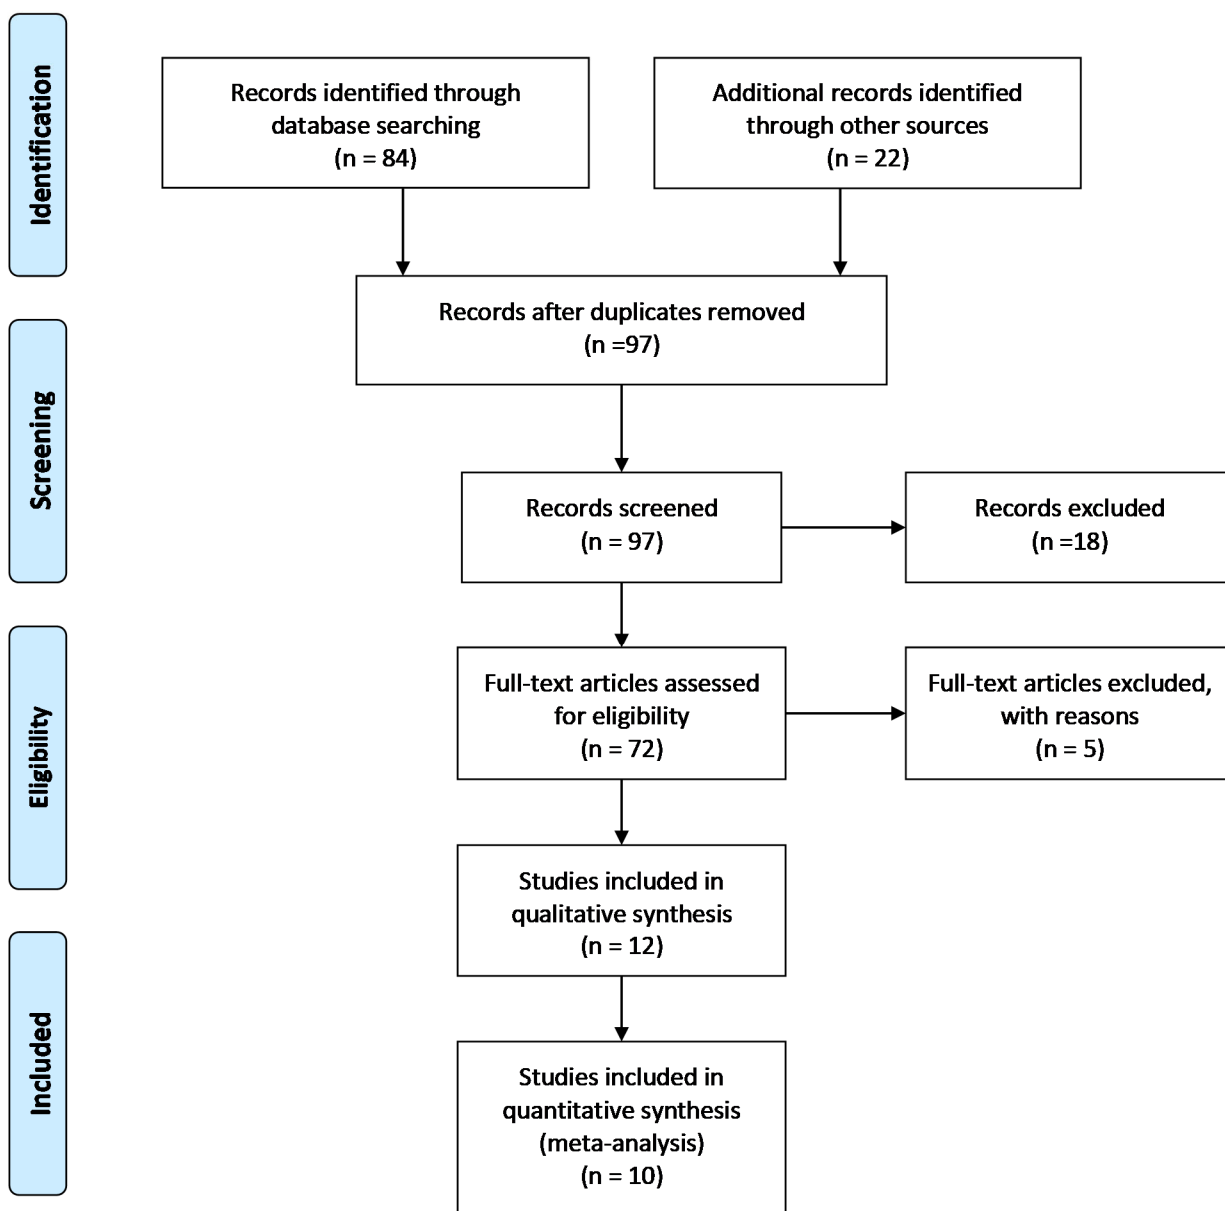 Identification
Records identified through
database searching
(n = 84)
Additional records identified
through other sources
(n = 22)
Records after duplicates removed
(n =97)
Screening
Records screened
(n = 97)
Records excluded
(n =18)
Eligibility
Full-text articles assessed
for eligibility
(n = 72)
Full-text articles excluded,
with reasons
(n = 5)
Studies included in
qualitative synthesis
(n = 12)
Included
Studies included in
quantitative synthesis
(meta-analysis)
(n = 10)